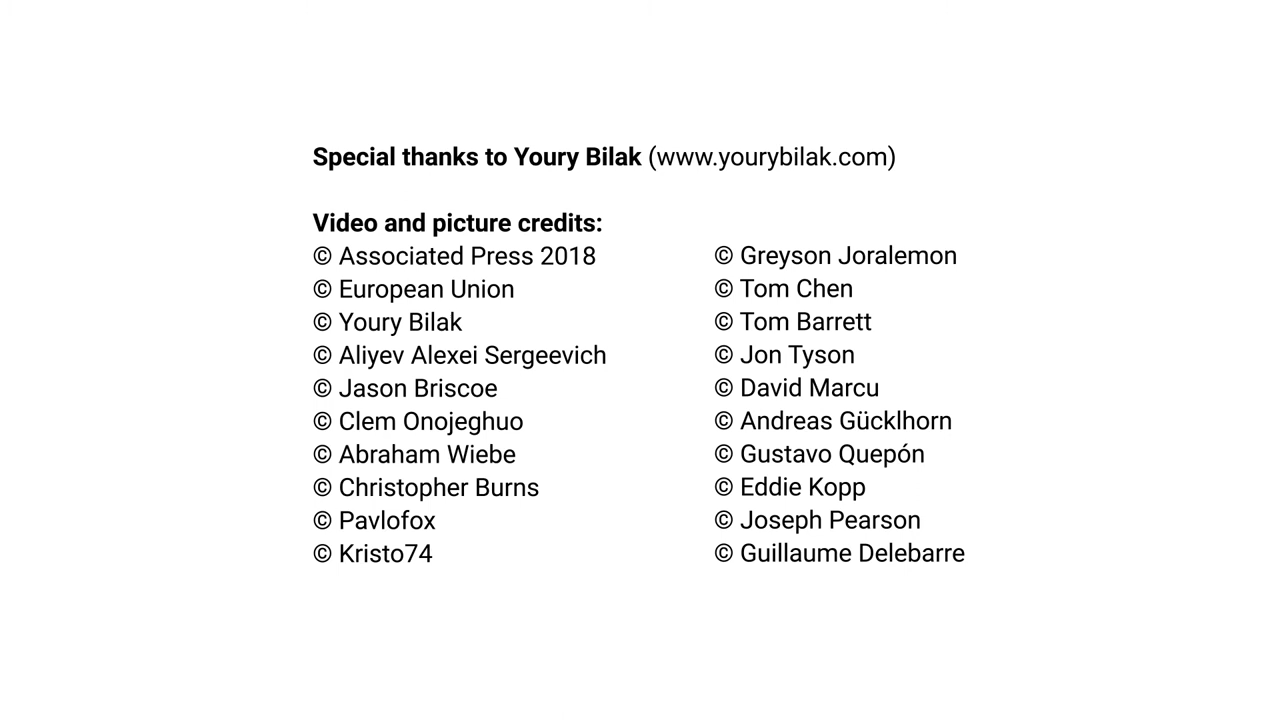 Special thanks to Youry Bilak (www.yourybilak.com)
Video and picture credits:
© Associated Press 2018
© European Union
© Youry Bilak
© Aliyev Alexei Sergeevich
© Jason Briscoe
© Clem Onojeghuo
© Abraham Wiebe
© Christopher Burns
© Pavlofox
© Kristo74
© Greyson Joralemon
© Tom Chen
© Tom Barrett
© Jon Tyson
© David Marcu
© Andreas Gücklhorn
© Gustavo Quepón
© Eddie Kopp
© Joseph Pearson
© Guillaume Delebarre